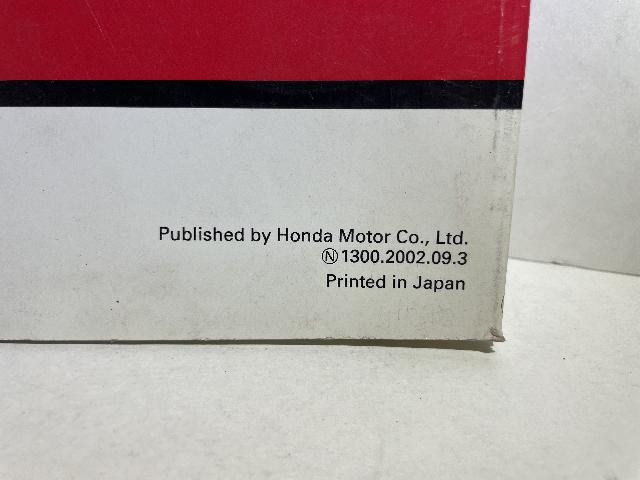 Published by Honda Motor Co., Ltd.
Ⓝ1300.2002.09.3
Printed in Japan